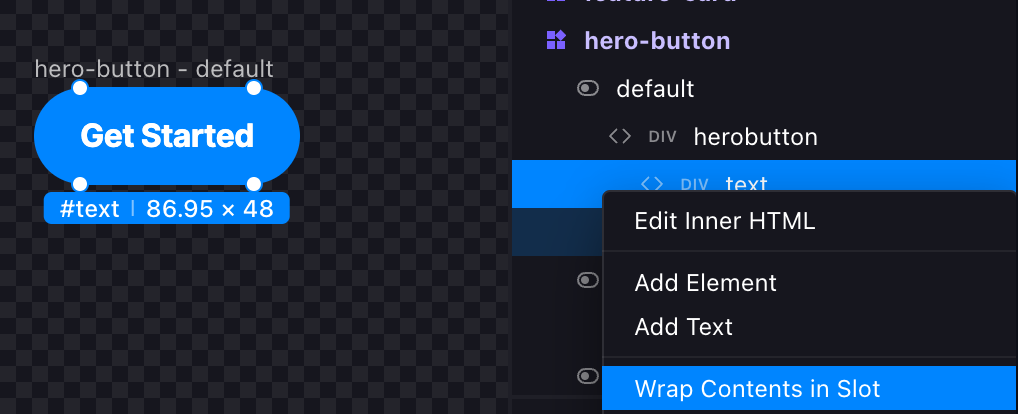 hero-button
hero-button - default
default
Get Started
DIV herobutton
DIV text
#text | 86.95 × 48
Edit Inner HTML
Add Element
Add Text
Wrap Contents in Slot